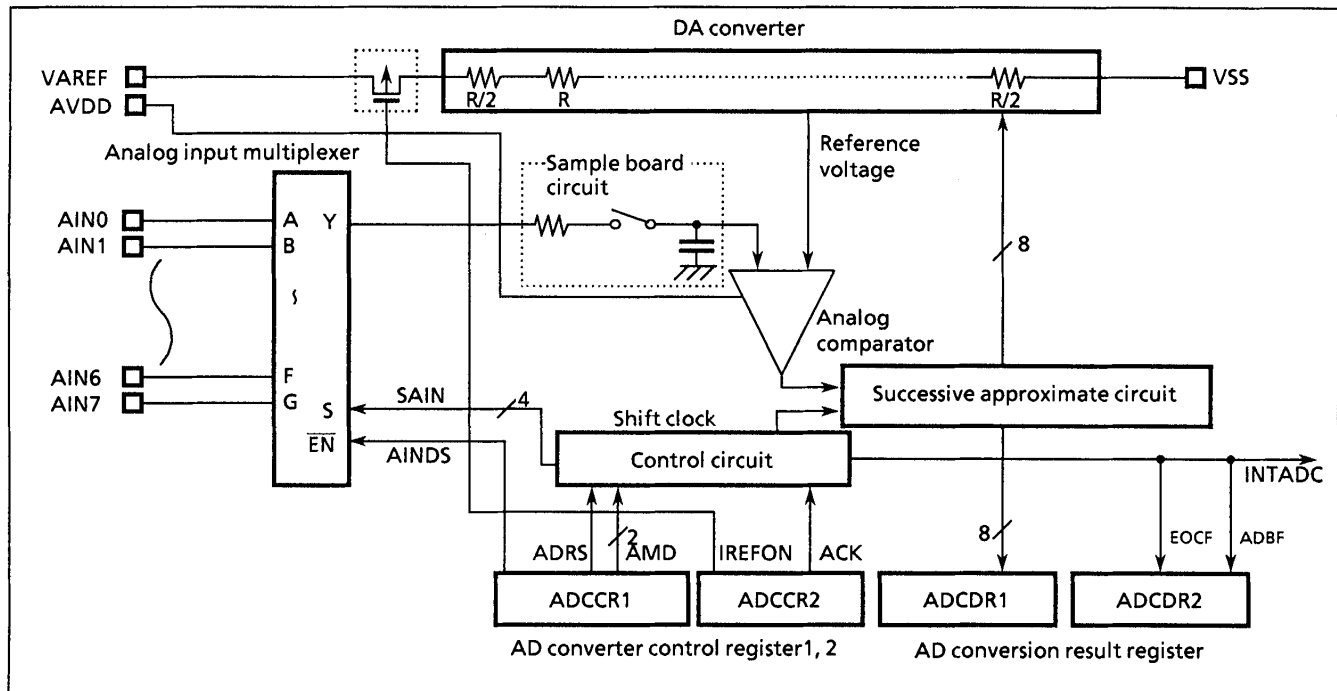 DA converter
VAREF
VSS
R/2
R
R/2
AVDD
Analog input multiplexer
Sample board
circuit
Reference
voltage
AIN0
A
Y
AIN1
B
8
Analog
comparator
AIN6
F
AIN7
G
S
SAIN
4
Successive approximate circuit
Shift clock
EN
AINDS
Control circuit
INTADC
2
8
ADRS
AMD
IREFON
ACK
EOCF
ADBF
ADCCR1
ADCCR2
ADCDR1
ADCDR2
AD converter control register1, 2
AD conversion result register